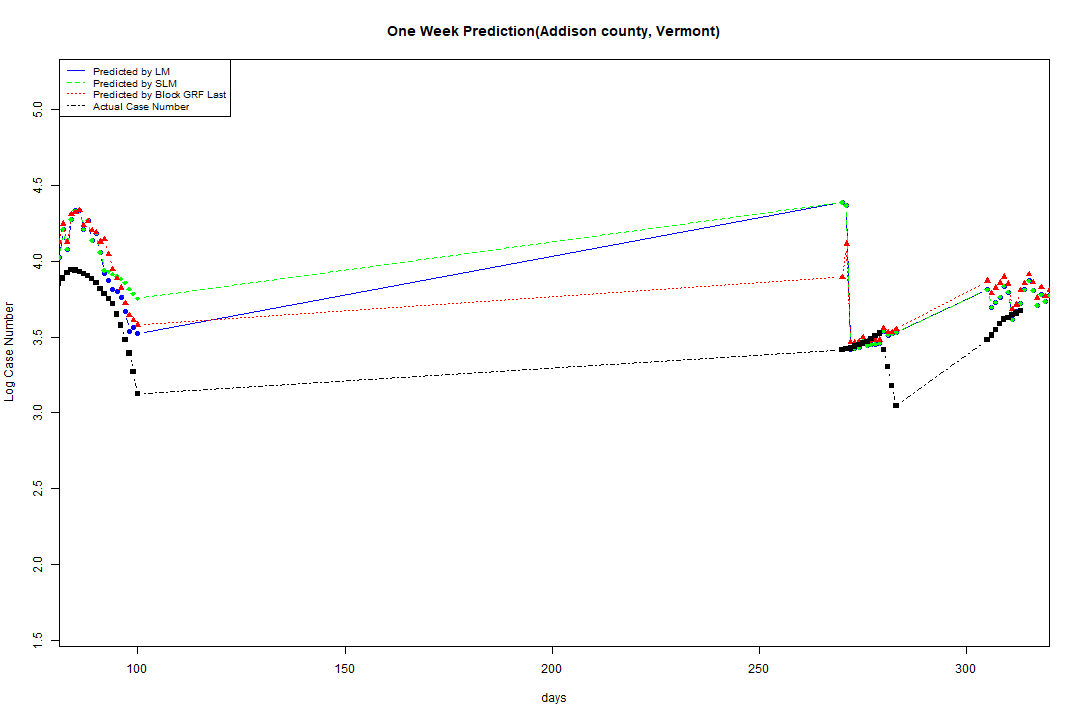 One Week Prediction(Addison county, Vermont)
Predicted by LM
Predicted by SLM
Predicted by Block GRF Last
Actual Case Number
5.0
4.5
4.0
3.5
3.0
2.5
2.0
1.5
Log Case Number
100 150 200 250 300
days